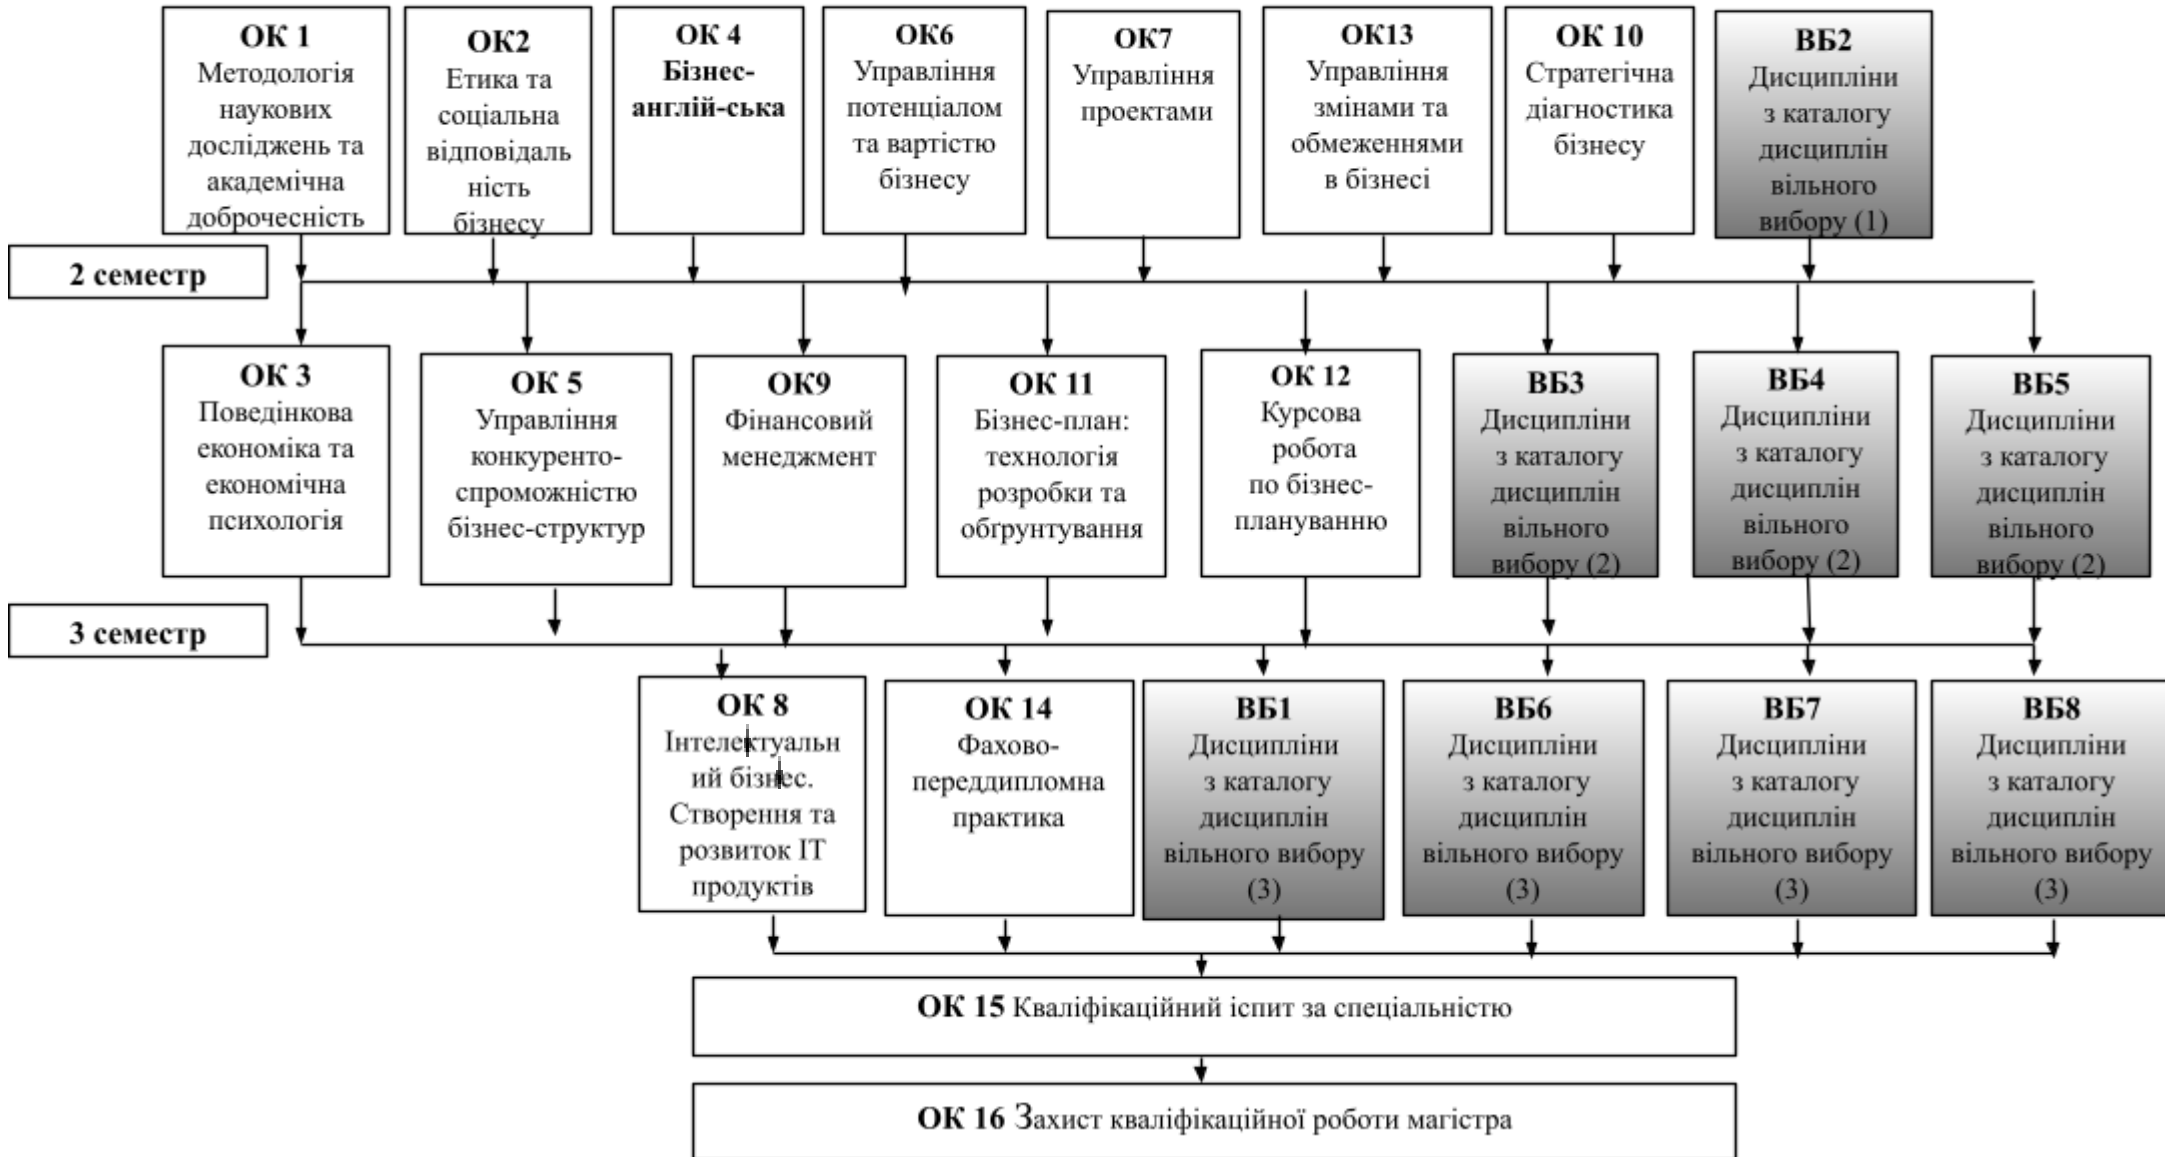 ОК 1
Методологія
наукових
досліджень та
академічна
доброчесність
ОК2
Етика та
соціальна
відповідаль
ність
бізнесу
ОК 4
Бізнес-
англій-ська
ОК6
Управління
потенціалом
та вартістю
бізнесу
ОК7
Управління
проектами
ОК13
Управління
змінами та
обмеженнями
в бізнесі
ОК 10
Стратегічна
діагностика
бізнесу
ВБ2
Дисципліни
з каталогу
дисциплін
вільного
вибору (1)
2 семестр
ОК 3
Поведінкова
економіка та
економічна
психологія
ОК 5
Управління
конкуренто-
спроможністю
бізнес-структур
ОК9
Фінансовий
менеджмент
ОК 11
Бізнес-план:
технологія
розробки та
обґрунтування
ОК 12
Курсова
робота
по бізнес-
плануванню
ВБ3
Дисципліни
з каталогу
дисциплін
вільного
вибору (2)
ВБ4
Дисципліни
з каталогу
дисциплін
вільного
вибору (2)
ВБ5
Дисципліни
з каталогу
дисциплін
вільного
вибору (2)
3 семестр
ОК 8
Інтелектуальн
ий бізнес.
Створення та
розвиток ІТ
продуктів
ОК 14
Фахово-
переддипломна
практика
ВБ1
Дисципліни
з каталогу
дисциплін
вільного вибору
(3)
ВБ6
Дисципліни
з каталогу
дисциплін
вільного вибору
(3)
ВБ7
Дисципліни
з каталогу
дисциплін
вільного вибору
(3)
ВБ8
Дисципліни
з каталогу
дисциплін
вільного вибору
(3)
ОК 15 Кваліфікаційний іспит за спеціальністю
ОК 16 Захист кваліфікаційної роботи магістра